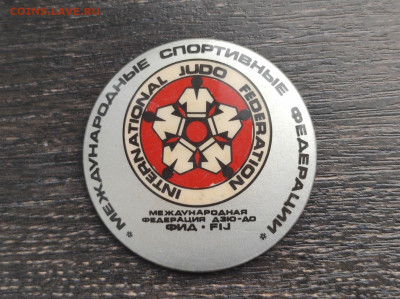 COINS.LAVE.RU
* МЕЖДУНАРОДНЫЕ СПОРТИВНЫЕ ФЕДЕРАЦИИ *
INTERNATIONAL JUDO FEDERATION
МЕЖДУНАРОДНАЯ
ФЕДЕРАЦИЯ ДЗЮ-ДО
ФИД · FIJ